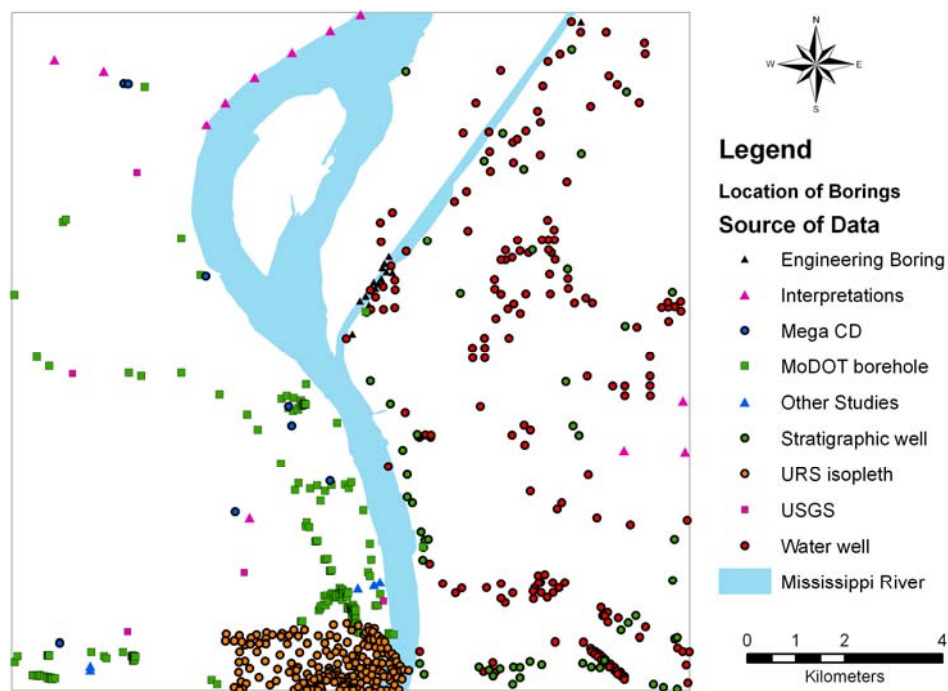 N
W E
S
Legend
Location of Borings
Source of Data
Engineering Boring
Interpretations
Mega CD
MoDOT borehole
Other Studies
Stratigraphic well
URS isopleth
USGS
Water well
Mississippi River
0 1 2 4
Kilometers